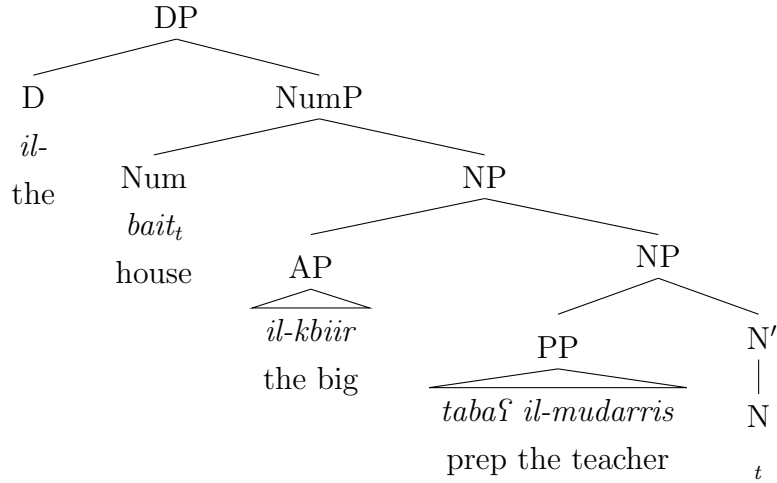 DP
D NumP
il-
the
Num NP
bait_t
house
AP NP
il-kbiir
the big
PP N′
tabaʕ il-mudarris
prep the teacher
N
t